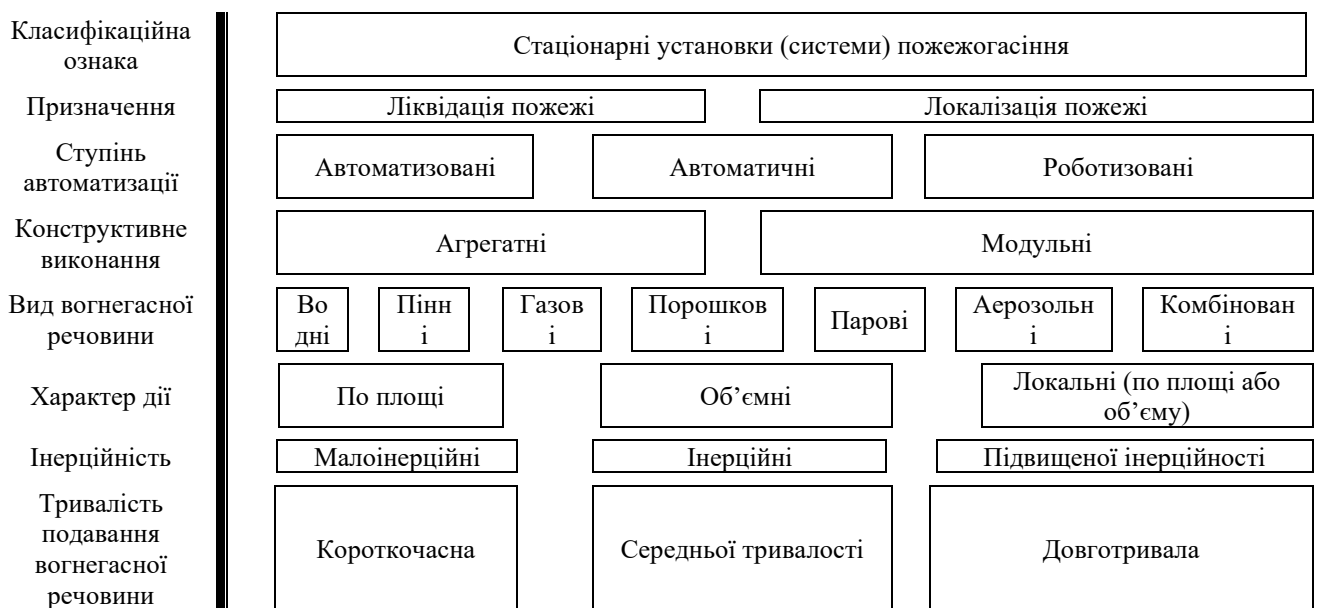 Класифікаційна
ознака
Стаціонарні установки (системи) пожежогасіння
Призначення
Ліквідація пожежі
Локалізація пожежі
Ступінь
автоматизації
Автоматизовані
Автоматичні
Роботизовані
Конструктивне
виконання
Агрегатні
Модульні
Вид вогнегасної
речовини
Во
дні
Пінн
і
Газов
і
Порошков
і
Парові
Аерозольн
і
Комбінован
і
Характер дії
По площі
Об’ємні
Локальні (по площі або
об’єму)
Інерційність
Малоінерційні
Інерційні
Підвищеної інерційності
Тривалість
подавання
вогнегасної
речовини
Короткочасна
Середньої тривалості
Довготривала